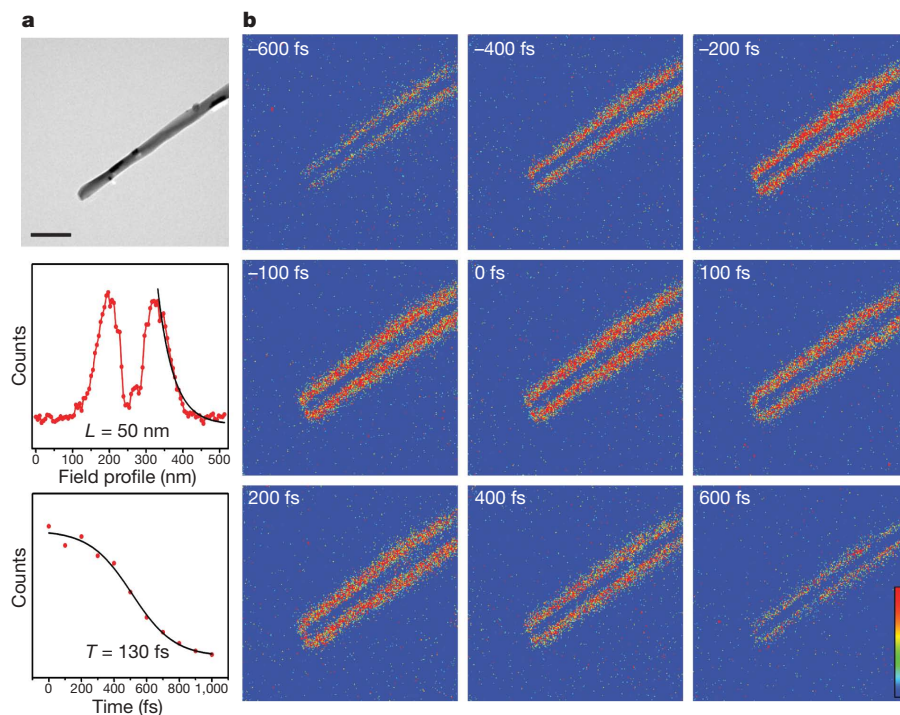 a
b
–600 fs
–400 fs
–200 fs
–100 fs
0 fs
100 fs
200 fs
400 fs
600 fs
Counts
L = 50 nm
0 100 200 300 400 500
Field profile (nm)
Counts
T = 130 fs
0 200 400 600 800 1,000
Time (fs)